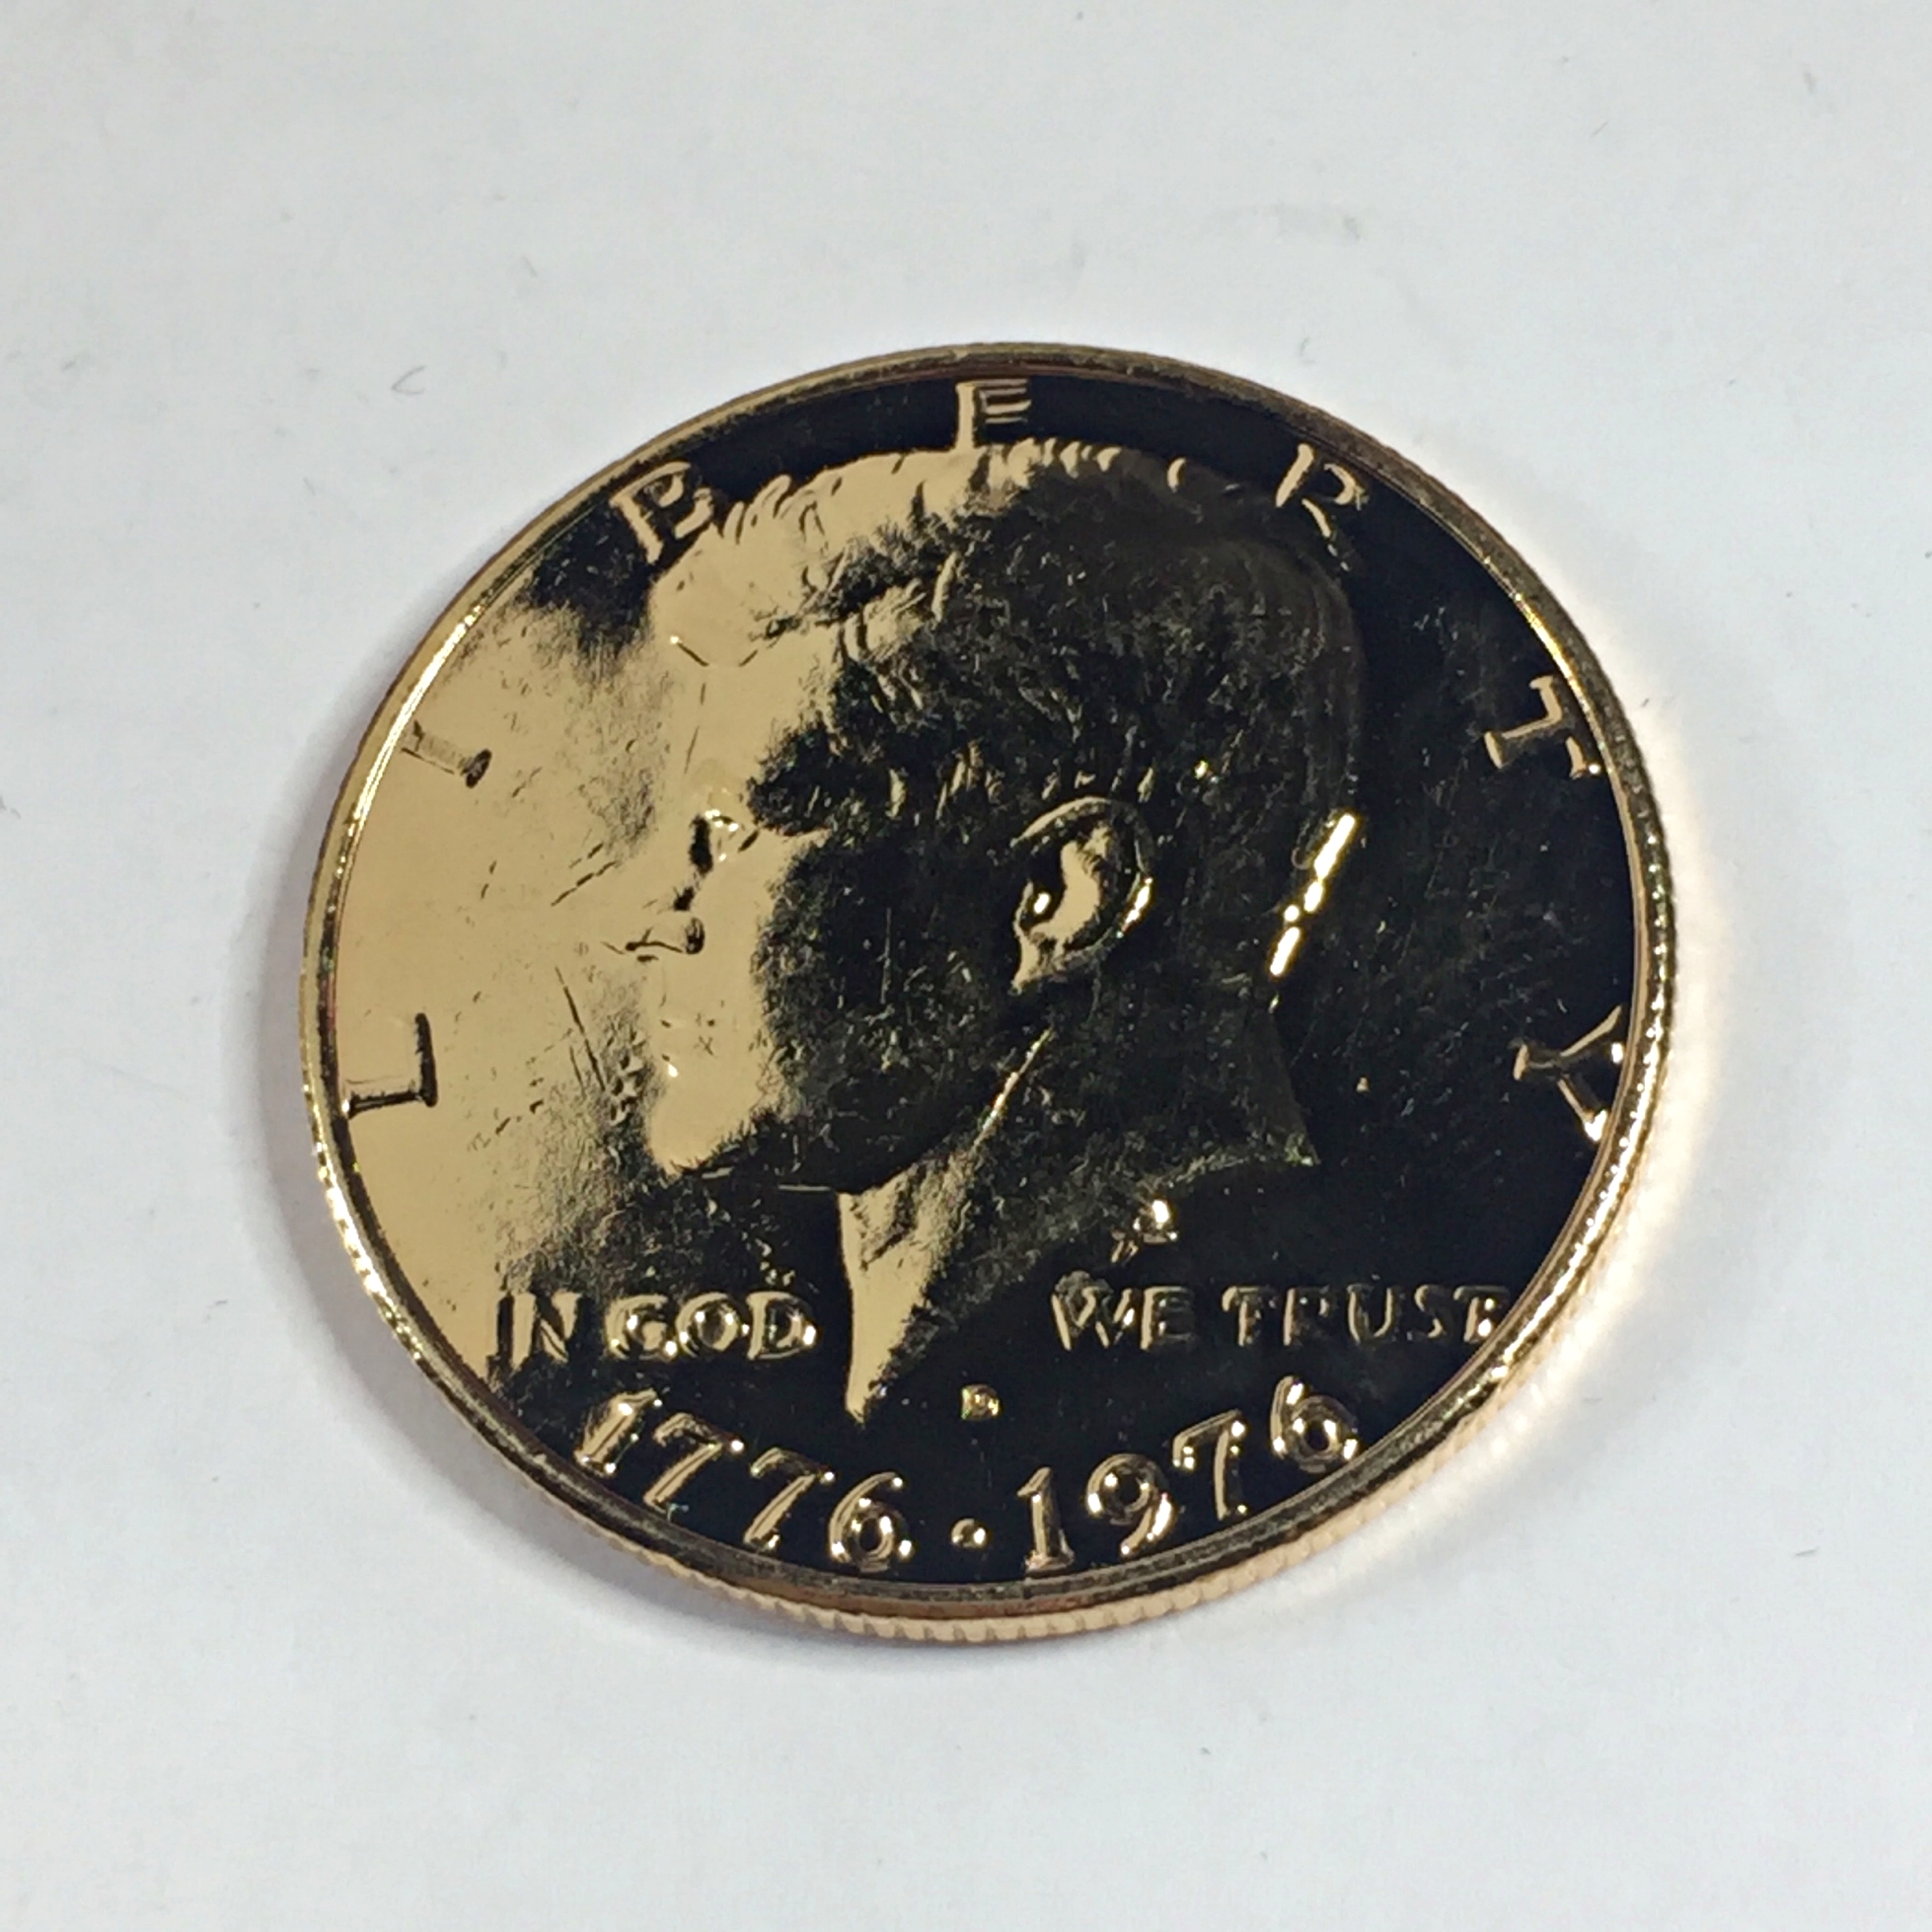 LIBERTY
IN GOD WE TRUST
D
1776 · 1976